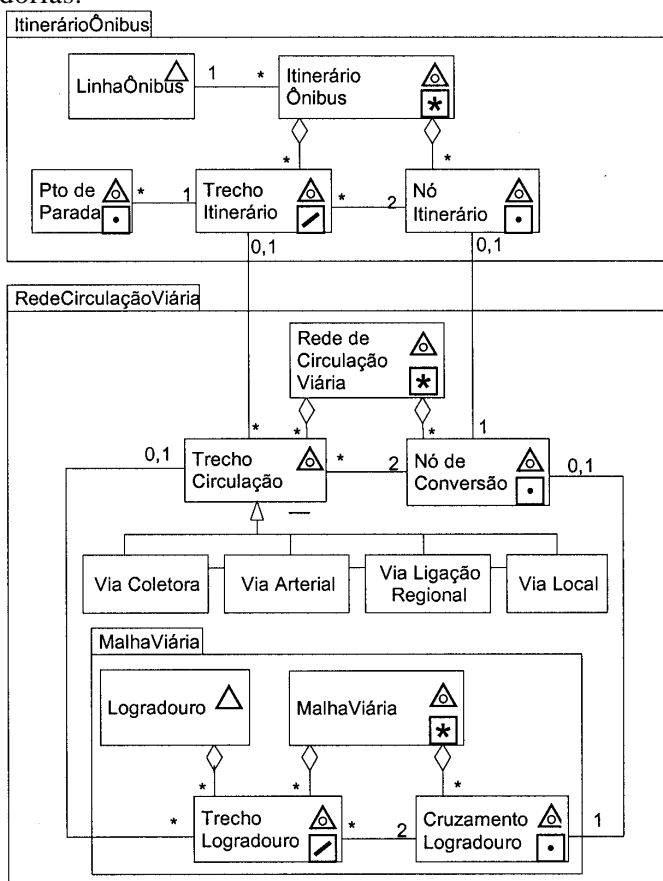 dorias.
ItinerárioÔnibus
LinhaÔnibus
1
*
Itinerário
Ônibus
*
*
Pto de
Parada
*
1
Trecho
Itinerário
*
2
Nó
Itinerário
0,1
0,1
RedeCirculaçãoViária
Rede de
Circulação
Viária
*
*
*
1
0,1
Trecho
Circulação
*
2
Nó de
Conversão
0,1
Via Coletora
Via Arterial
Via Ligação
Regional
Via Local
MalhaViária
Logradouro
MalhaViária
*
*
*
*
Trecho
Logradouro
*
2
Cruzamento
Logradouro
1